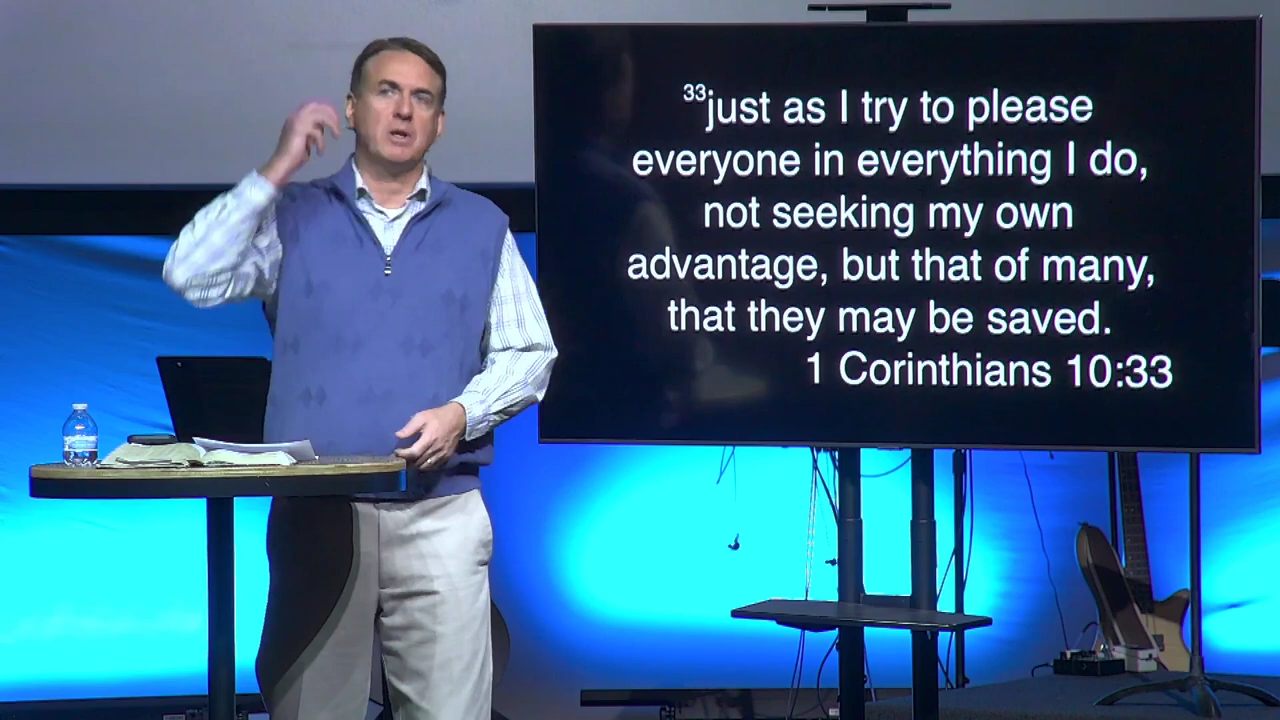 ³³just as I try to please
everyone in everything I do,
not seeking my own
advantage, but that of many,
that they may be saved.
1 Corinthians 10:33